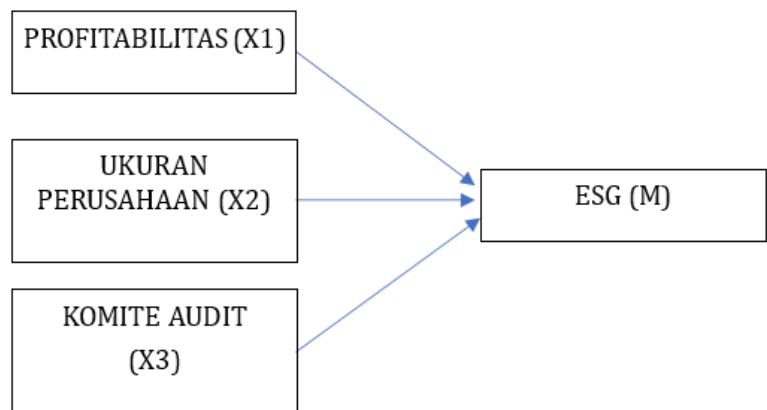 PROFITABILITAS (X1)
UKURAN
PERUSAHAAN (X2)
ESG (M)
KOMITE AUDIT
(X3)